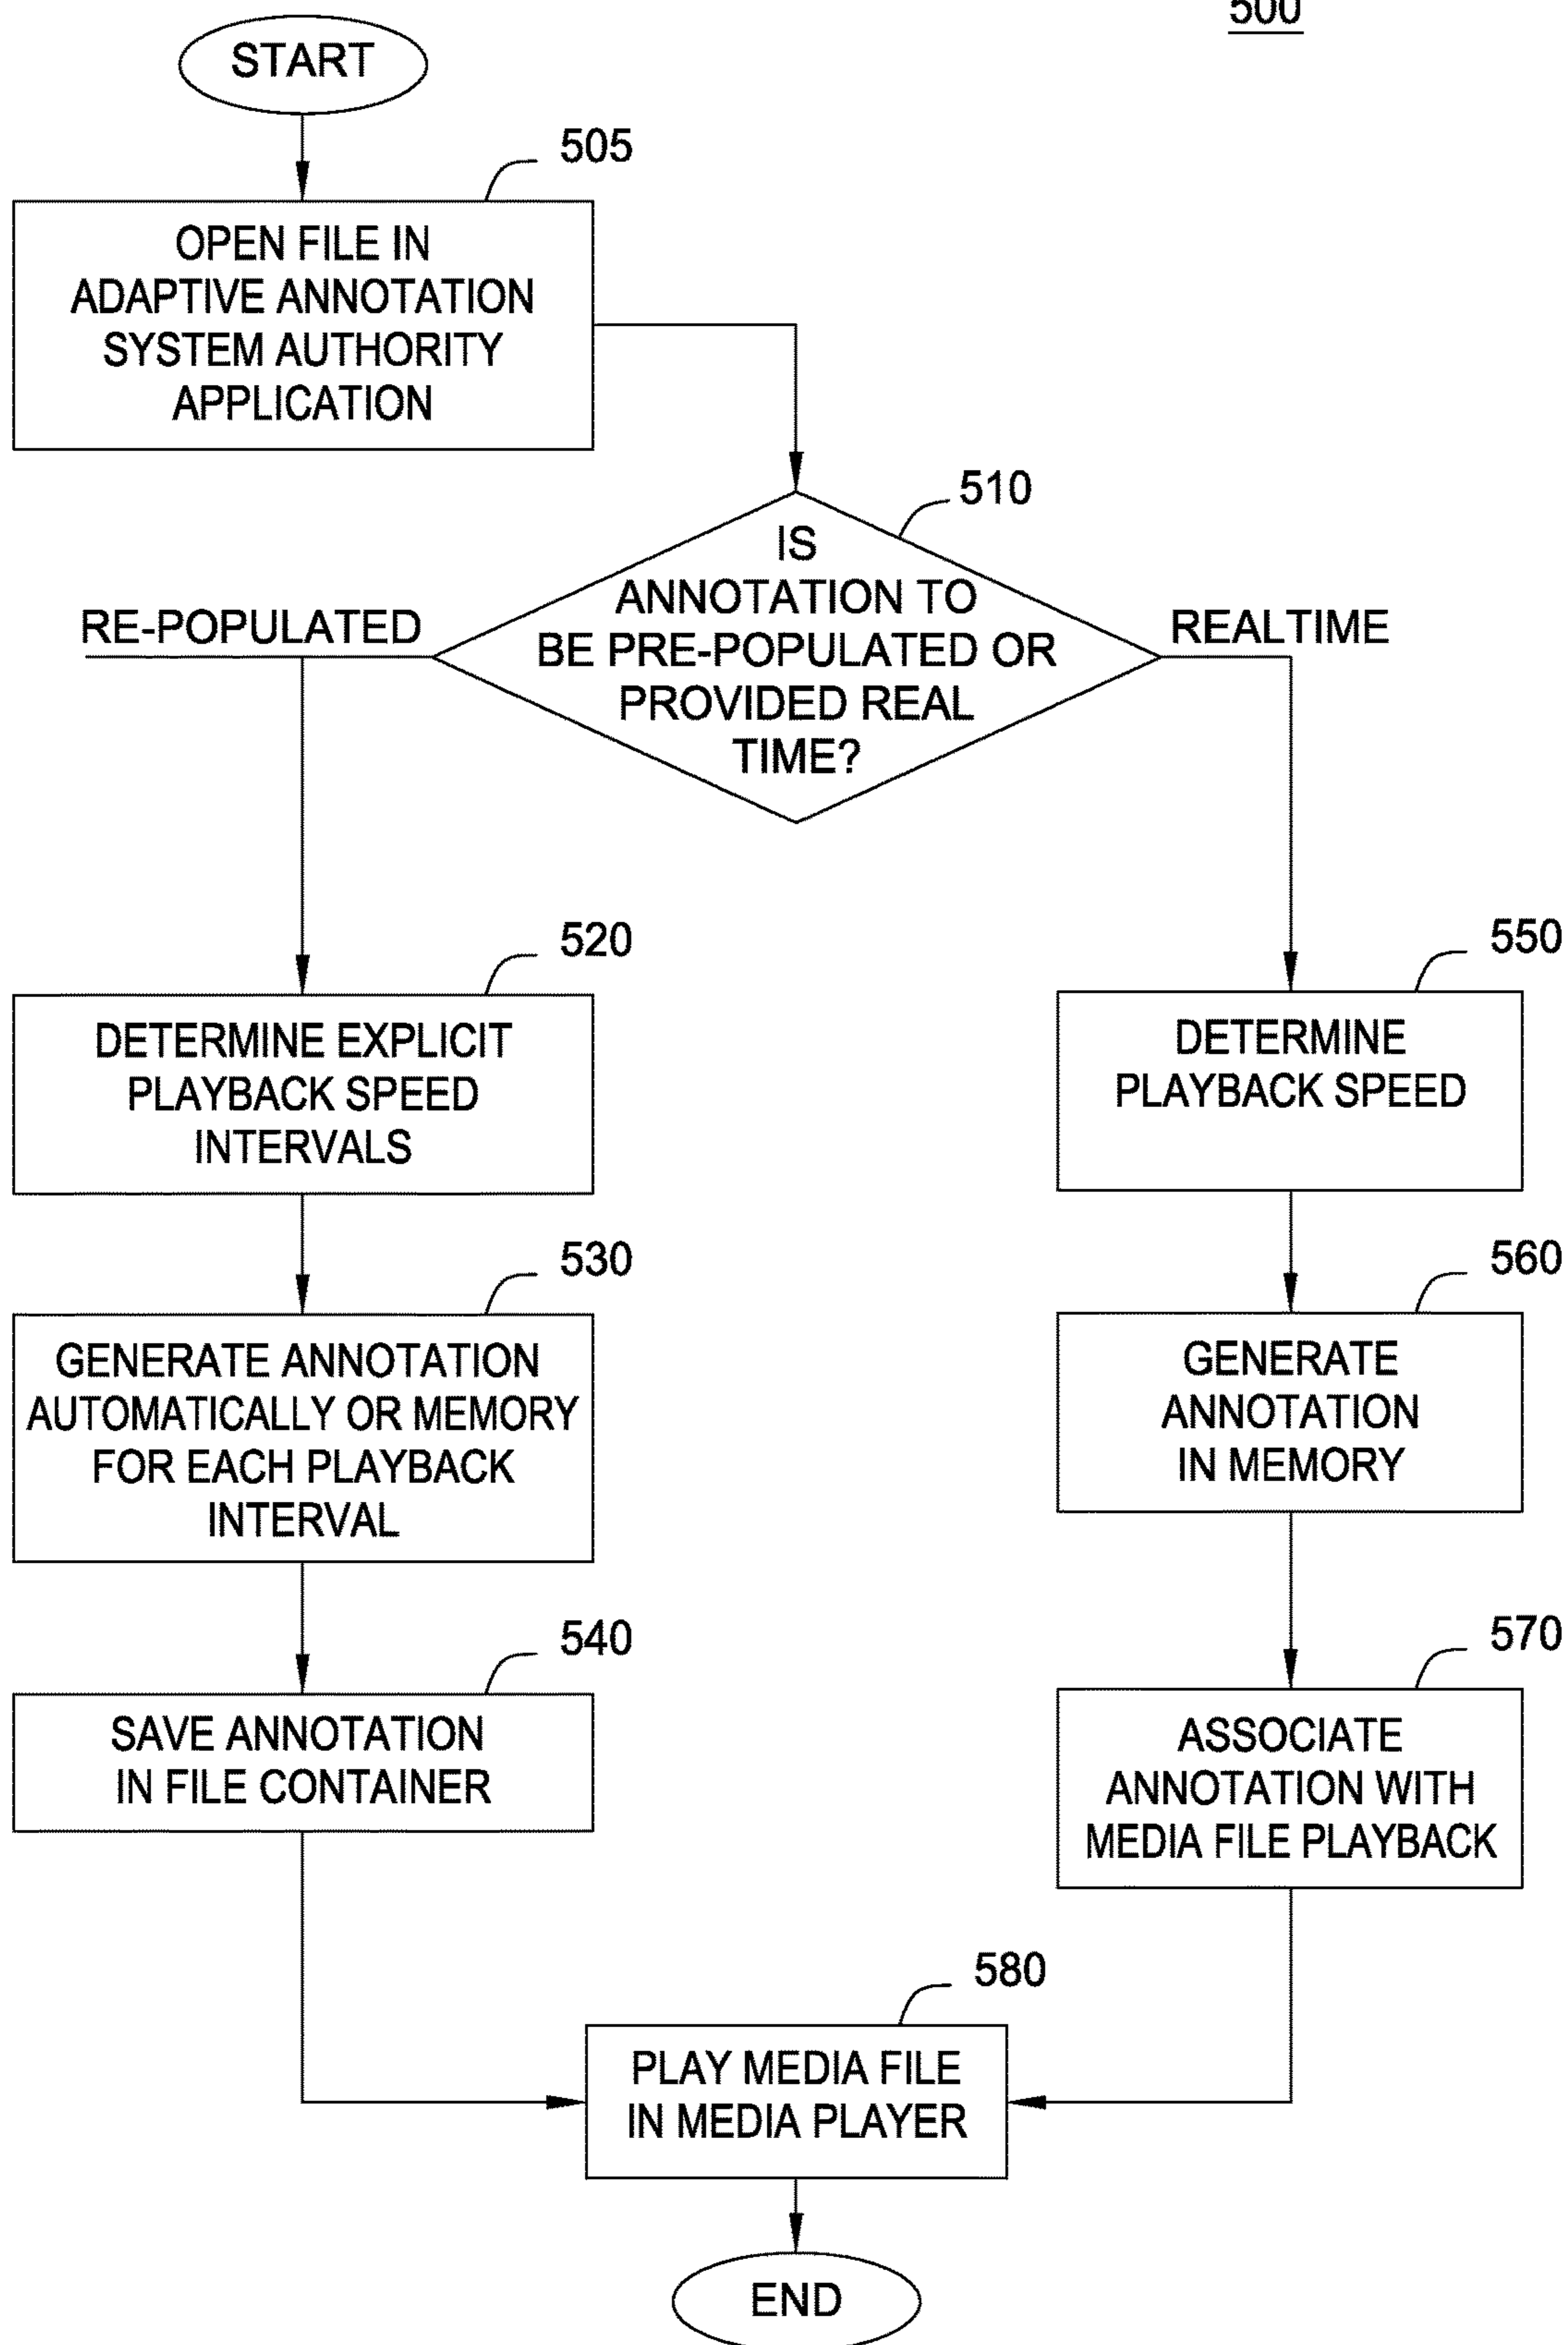 500
START
505
OPEN FILE IN
ADAPTIVE ANNOTATION
SYSTEM AUTHORITY
APPLICATION
510
IS
ANNOTATION TO
BE PRE-POPULATED OR
PROVIDED REAL
TIME?
RE-POPULATED
REALTIME
520
DETERMINE EXPLICIT
PLAYBACK SPEED
INTERVALS
550
DETERMINE
PLAYBACK SPEED
530
GENERATE ANNOTATION
AUTOMATICALLY OR MEMORY
FOR EACH PLAYBACK
INTERVAL
560
GENERATE
ANNOTATION
IN MEMORY
540
SAVE ANNOTATION
IN FILE CONTAINER
570
ASSOCIATE
ANNOTATION WITH
MEDIA FILE PLAYBACK
580
PLAY MEDIA FILE
IN MEDIA PLAYER
END